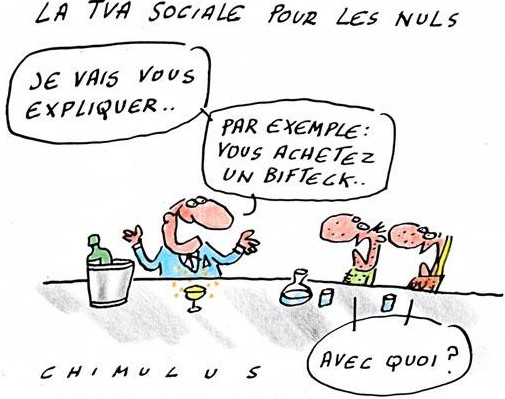 LA TVA SOCIALE POUR LES NULS
JE VAIS VOUS
EXPLIQUER..
PAR EXEMPLE:
VOUS ACHETEZ
UN BIFTECK..
AVEC QUOI ?
CHIMULUS